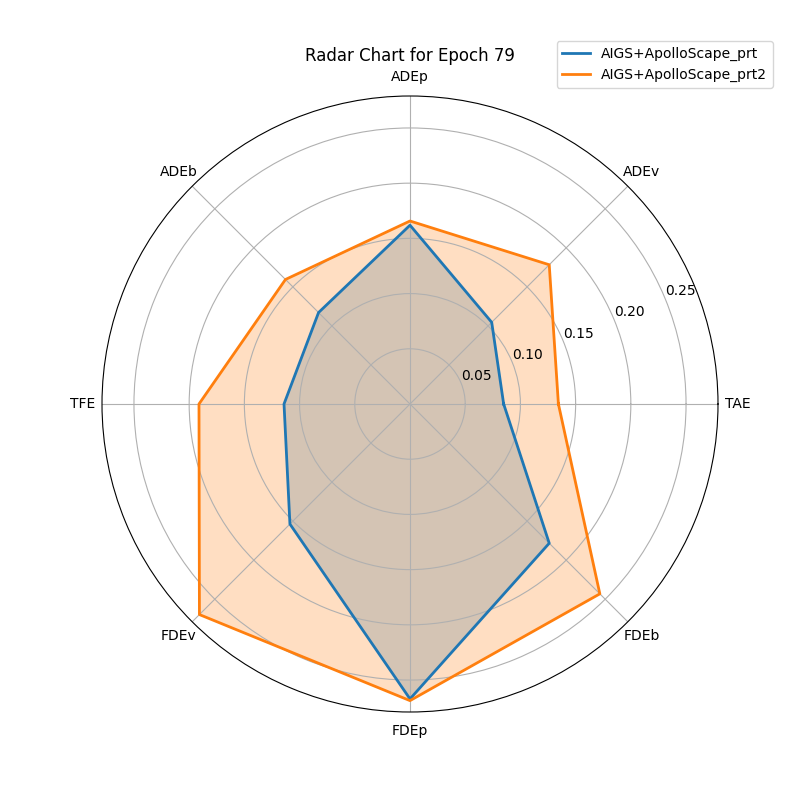 Radar Chart for Epoch 79
AIGS+ApolloScape_prt
AIGS+ApolloScape_prt2
ADEp
ADEb
ADEv
0.25
0.20
0.15
0.10
0.05
TFE
TAE
FDEv
FDEb
FDEp